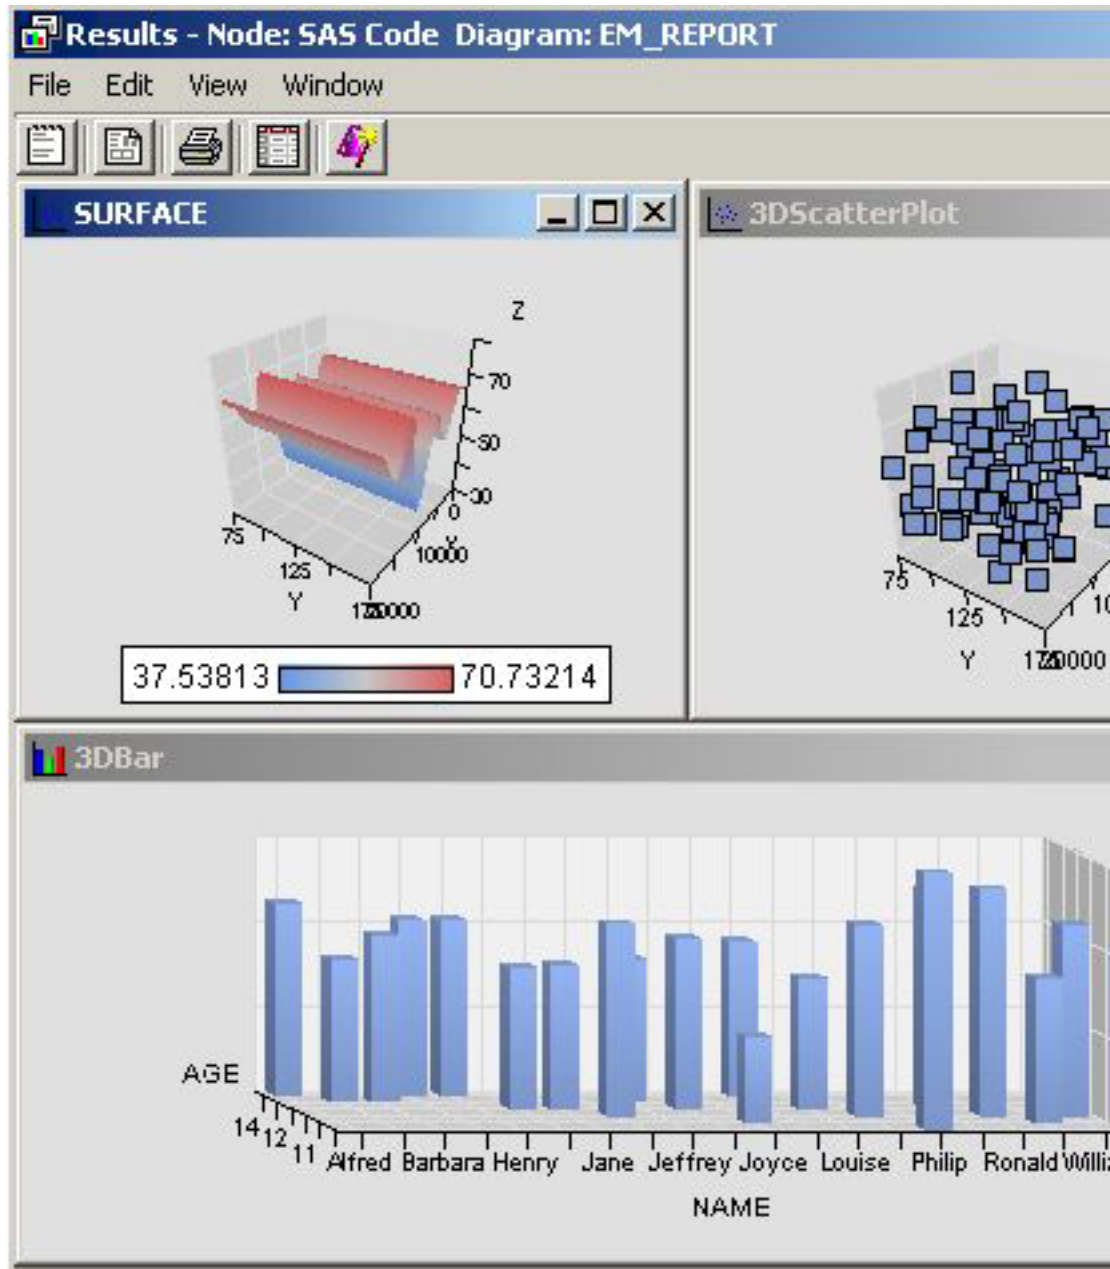 Results - Node: SAS Code Diagram: EM_REPORT
File Edit View Window
SURFACE
3DScatterPlot
Z
70
50
30
0
10000
75
125
Y
75
125
10
Y
37.53813 70.73214
3DBar
AGE
14
12
11
Alfred Barbara Henry Jane Jeffrey Joyce Louise Philip Ronald
NAME